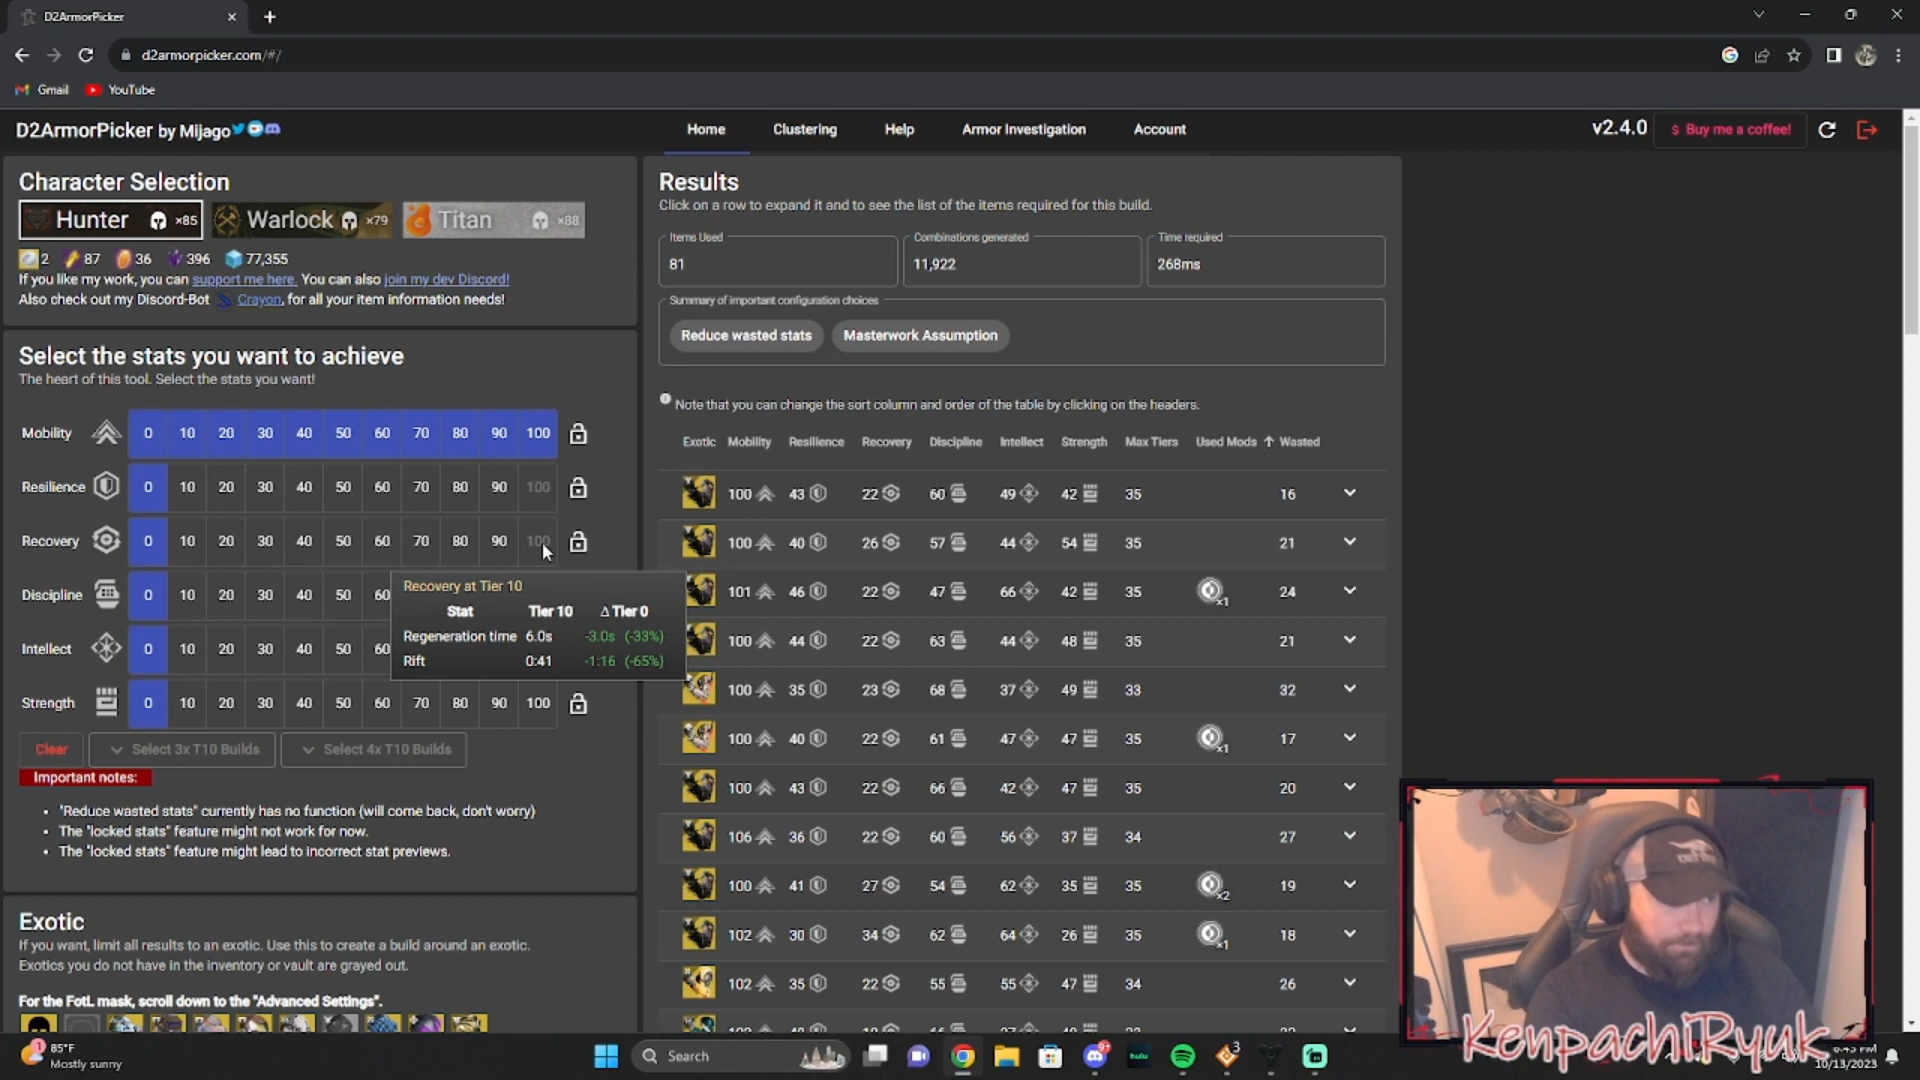 D2ArmorPicker
d2armorpicker.com/#/
Gmail YouTube
D2ArmorPicker by Mijago
Home Clustering Help Armor Investigation Account
v2.4.0 $ Buy me a coffee!
Character Selection
Hunter ×85 Warlock ×79 Titan ×88
2 87 36 396 77,355
If you like my work, you can support me here. You can also join my dev Discord!
Also check out my Discord-Bot Crayon, for all your item information needs!
Select the stats you want to achieve
The heart of this tool. Select the stats you want!
Mobility 0 10 20 30 40 50 60 70 80 90 100
Resilience 0 10 20 30 40 50 60 70 80 90 100
Recovery 0 10 20 30 40 50 60 70 80 90 100
Discipline 0 10 20 30 40 50 60
Intellect 0 10 20 30 40 50 60
Strength 0 10 20 30 40 50 60 70 80 90 100
Recovery at Tier 10
Stat Tier 10 Δ Tier 0
Regeneration time 6.0s -3.0s (-33%)
Rift 0:41 -1:16 (-65%)
Clear Select 3x T10 Builds Select 4x T10 Builds
Important notes:
• "Reduce wasted stats" currently has no function (will come back, don't worry)
• The "locked stats" feature might not work for now.
• The "locked stats" feature might lead to incorrect stat previews.
Exotic
If you want, limit all results to an exotic. Use this to create a build around an exotic.
Exotics you do not have in the inventory or vault are grayed out.
For the FotL mask, scroll down to the "Advanced Settings".
Results
Click on a row to expand it and to see the list of the items required for this build.
Items Used Combinations generated Time required
81 11,922 268ms
Summary of important configuration choices
Reduce wasted stats Masterwork Assumption
Note that you can change the sort column and order of the table by clicking on the headers.
Exotic Mobility Resilience Recovery Discipline Intellect Strength Max Tiers Used Mods ↑ Wasted
100 43 22 60 49 42 35 16
100 40 26 57 44 54 35 21
101 46 22 47 66 42 35 x1 24
100 44 22 63 44 48 35 21
100 35 23 68 37 49 33 32
100 40 22 61 47 47 35 x1 17
100 43 22 66 42 47 35 20
106 36 22 60 56 37 34 27
100 41 27 54 62 35 35 x2 19
102 30 34 62 64 26 35 x1 18
102 35 22 55 55 47 34 26
KenpachiRyuk
1
85°F
Mostly sunny
Search
9+
hulu
3
10/13/2023